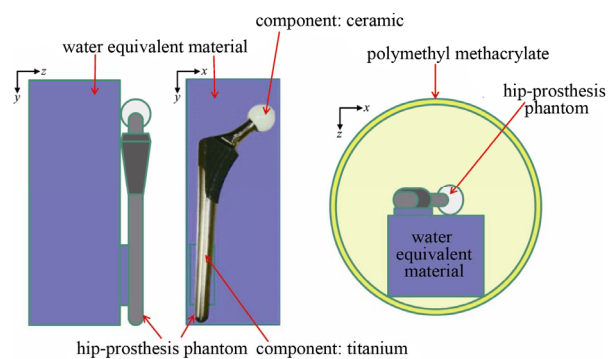 component: ceramic
water equivalent material
polymethyl methacrylate
z
y
x
y
x
z
hip-prosthesis
phantom
water
equivalent
material
hip-prosthesis phantom
component: titanium